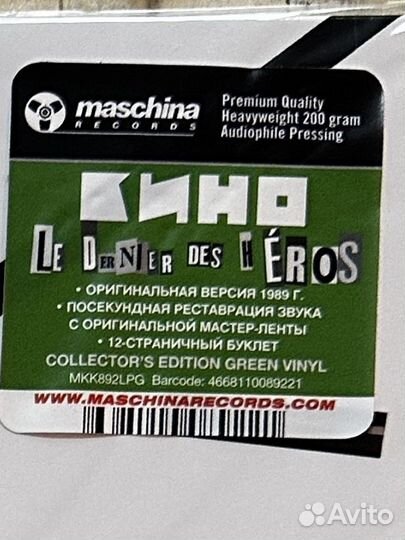 maschina
RECORDS
Premium Quality
Heavyweight 200 gram
Audiophile Pressing
КИНО
LE DERNIER DES HÉROS
• ОРИГИНАЛЬНАЯ ВЕРСИЯ 1989 Г.
• ПОСЕКУНДНАЯ РЕСТАВРАЦИЯ ЗВУКА
С ОРИГИНАЛЬНОЙ МАСТЕР-ЛЕНТЫ
• 12-СТРАНИЧНЫЙ БУКЛЕТ
COLLECTOR'S EDITION GREEN VINYL
MKK892LPG Barcode: 4668110089221
WWW.MASCHINARECORDS.COM
Avito